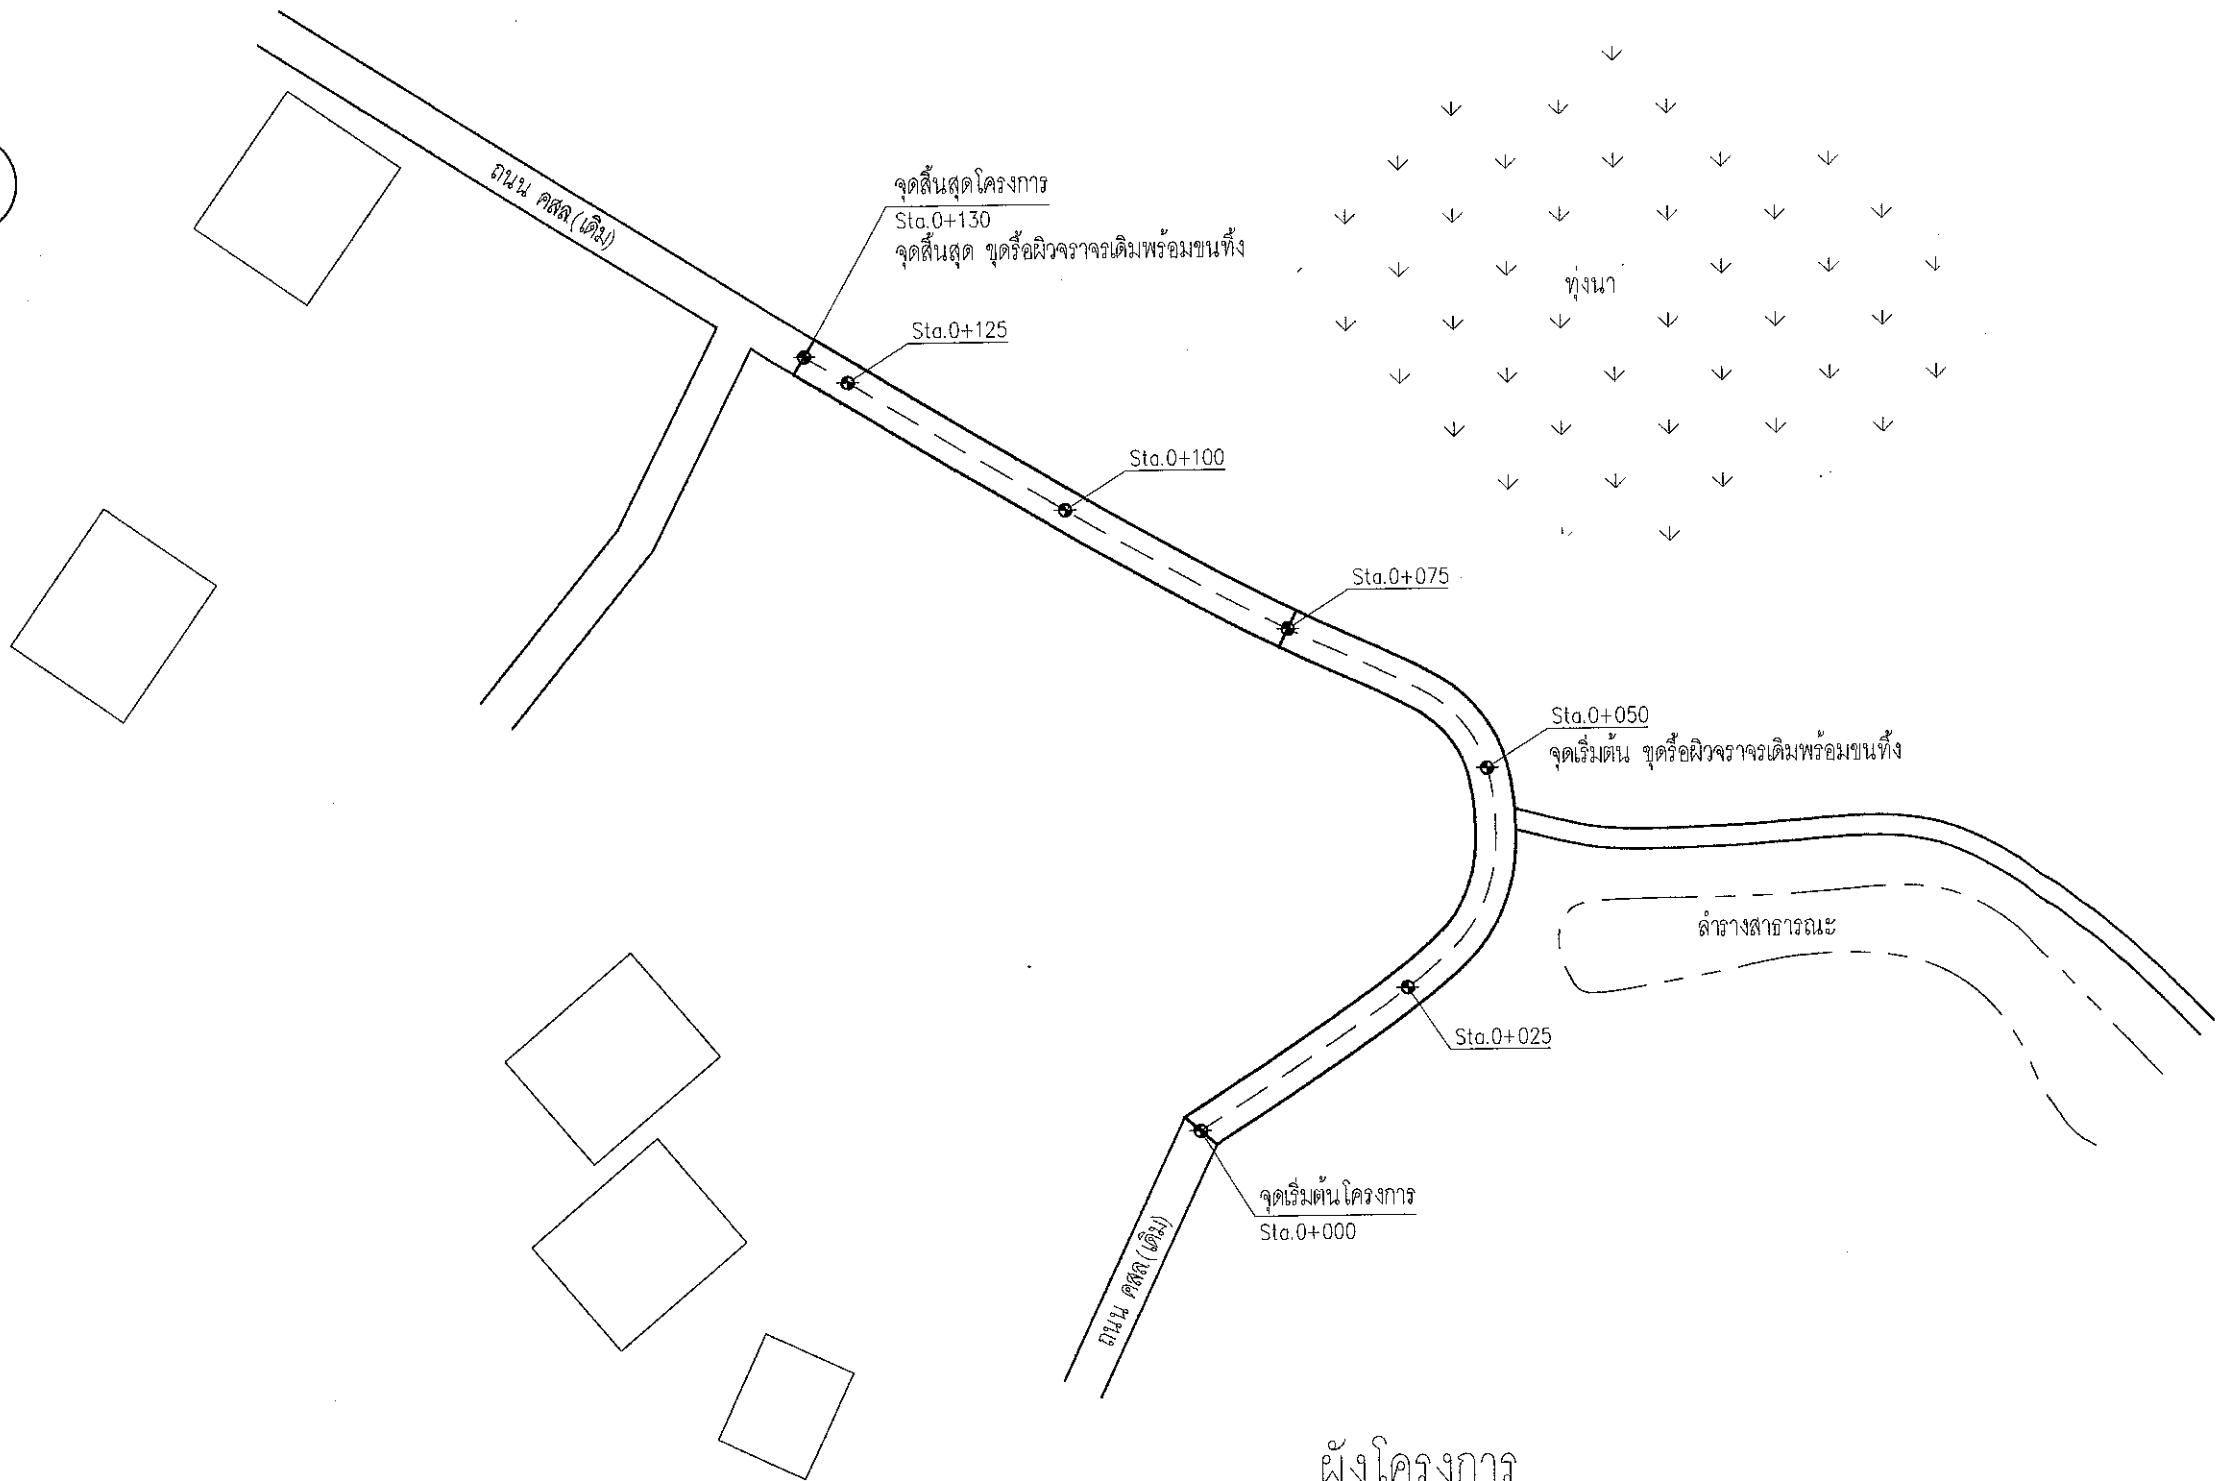 ถนน คสล(เดิม)
จุดสิ้นสุดโครงการ
Sta.0+130
จุดสิ้นสุด ขุดรื้อผิวจราจรเดิมพร้อมขนทิ้ง
ทุ่งนา
Sta.0+125
Sta.0+100
Sta.0+075
Sta.0+050
จุดเริ่มต้น ขุดรื้อผิวจราจรเดิมพร้อมขนทิ้ง
ลำรางสาธารณะ
Sta.0+025
จุดเริ่มต้นโครงการ
Sta.0+000
ถนน คสล(เดิม)
ผังโครงการ